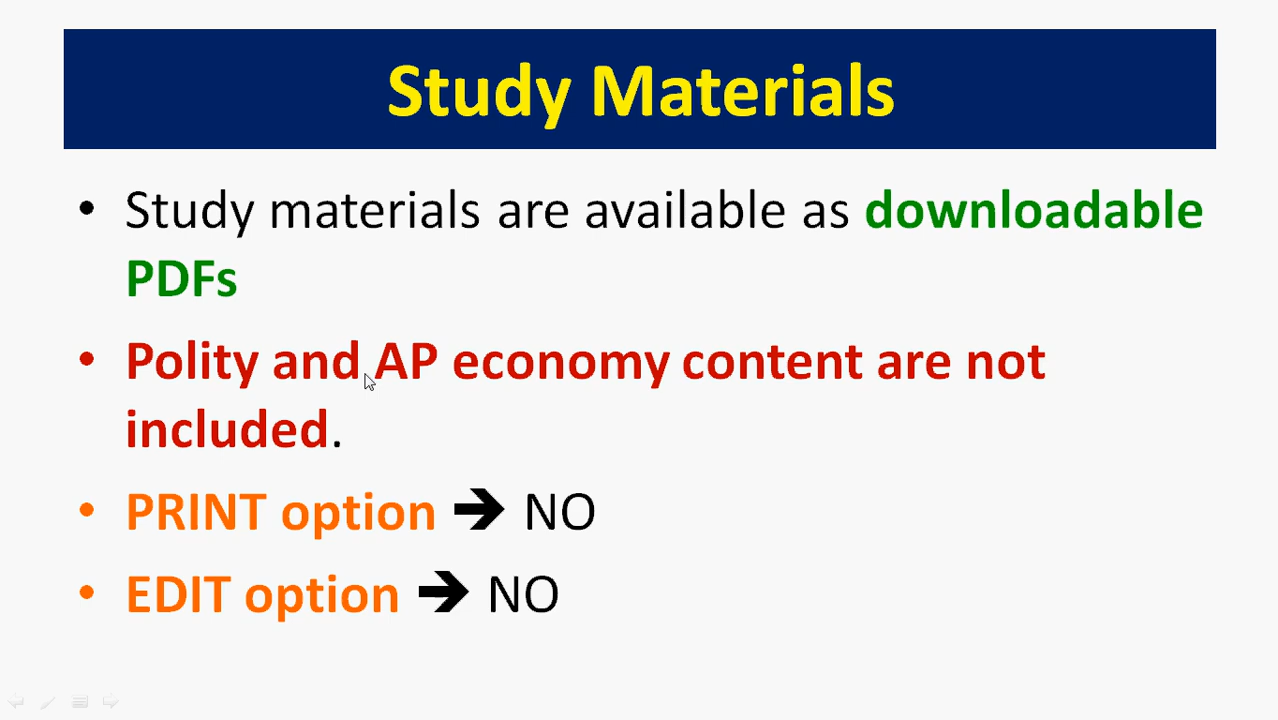 Study Materials
• Study materials are available as downloadable
PDFs
• Polity and AP economy content are not
included.
• PRINT option 🡺 NO
• EDIT option 🡺 NO